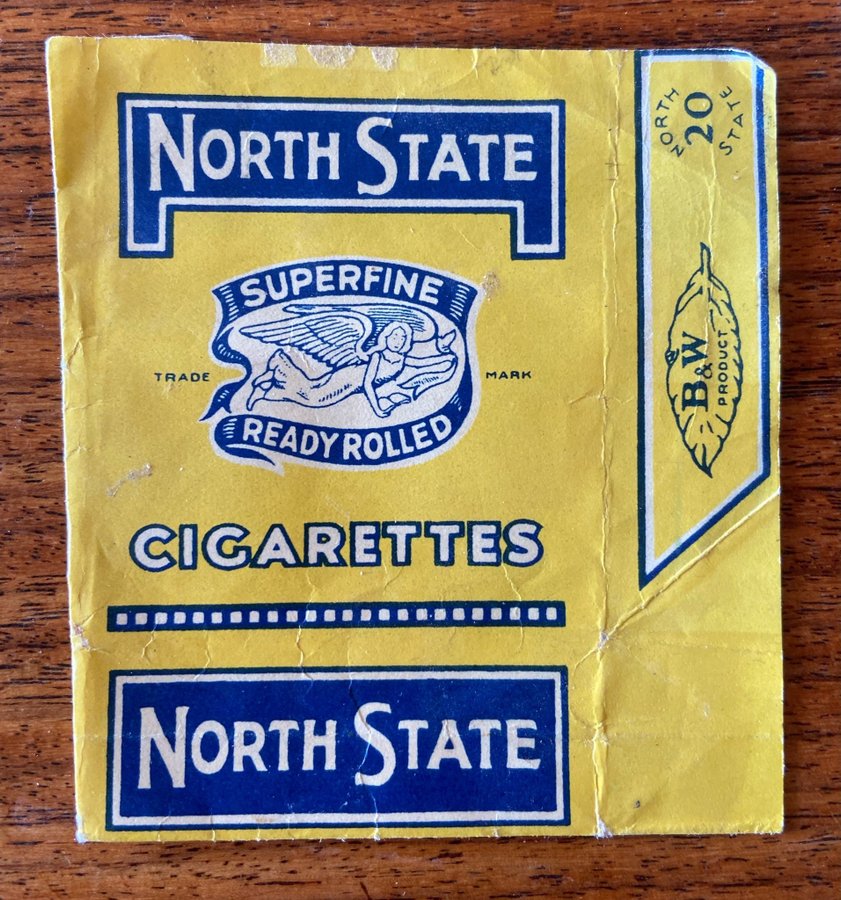 NORTH STATE
SUPERFINE
TRADE MARK
READY ROLLED
CIGARETTES
NORTH STATE
NORTH
20
STATE
B&W
PRODUCT